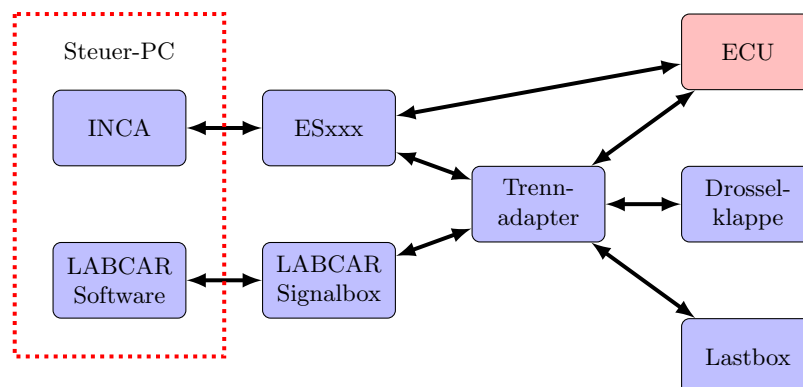 Steuer-PC
ECU
INCA
ESxxx
Trenn-
adapter
Drossel-
klappe
LABCAR
Software
LABCAR
Signalbox
Lastbox